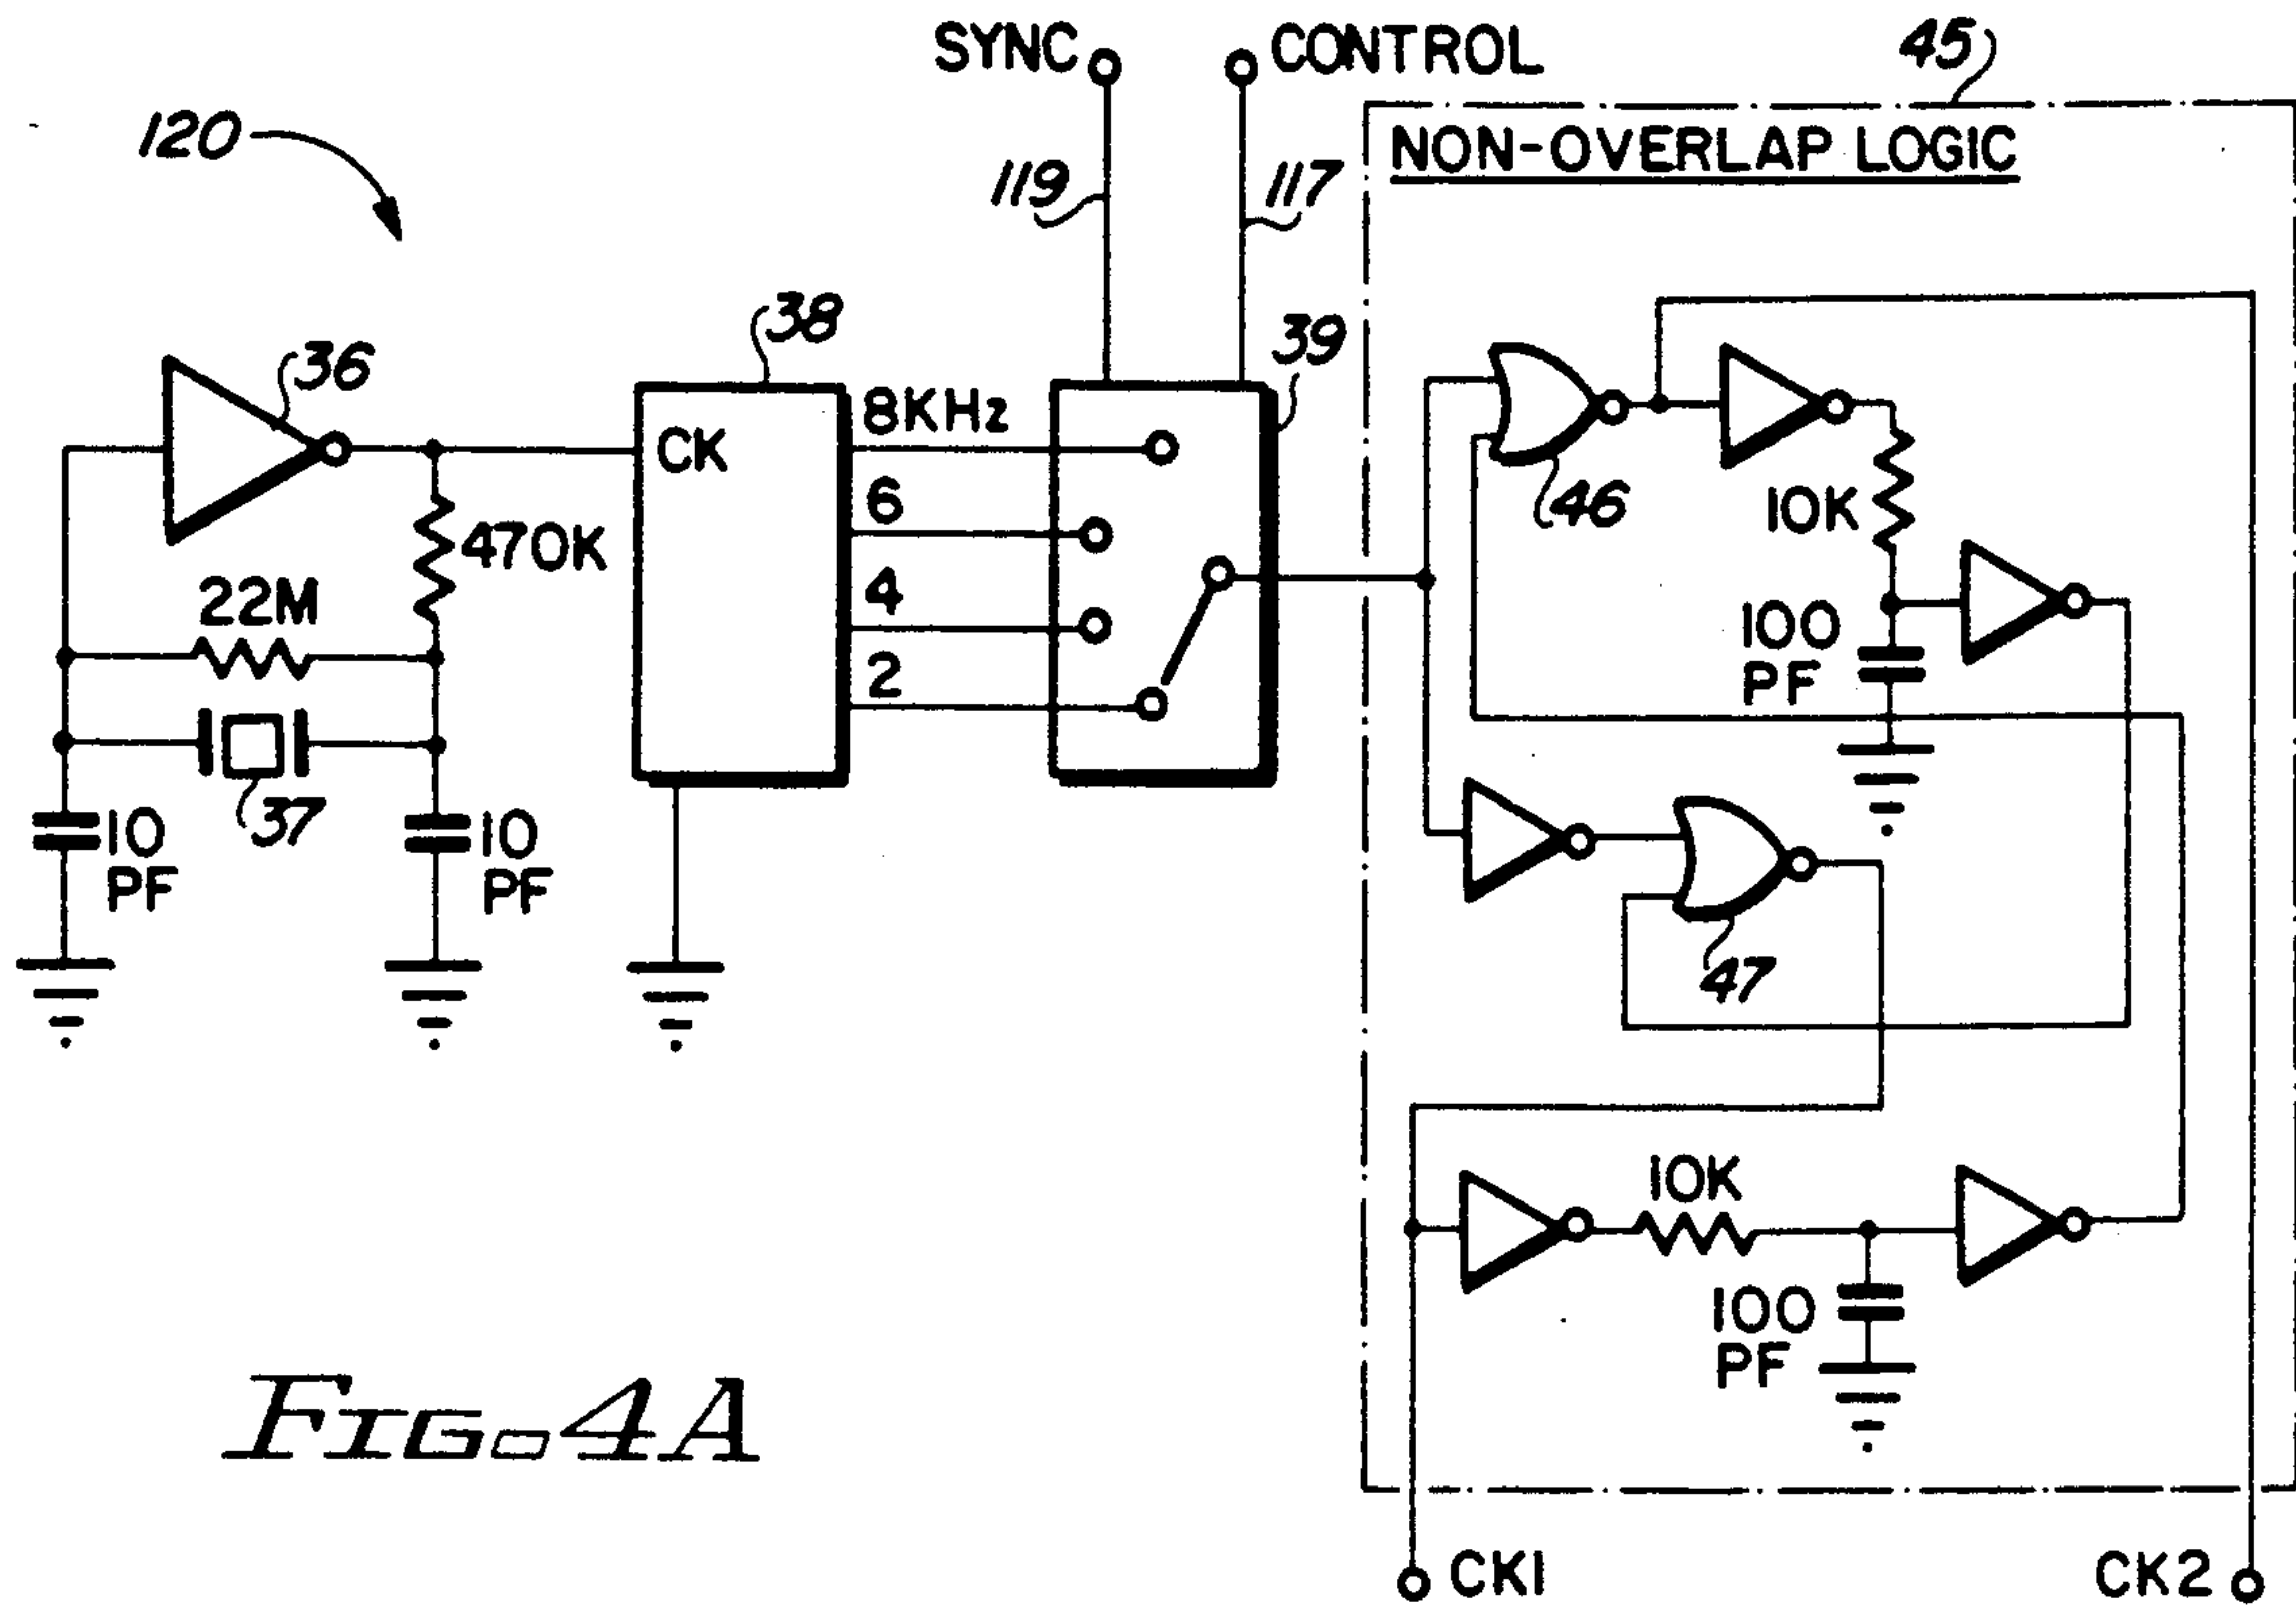 SYNC
CONTROL
45
120
NON-OVERLAP LOGIC
119
117
38
39
36
8KHz
CK
6
46
470K
10K
4
22M
100
PF
2
37
10
PF
10
PF
47
10K
100
PF
FIG. 4A
CK1
CK2